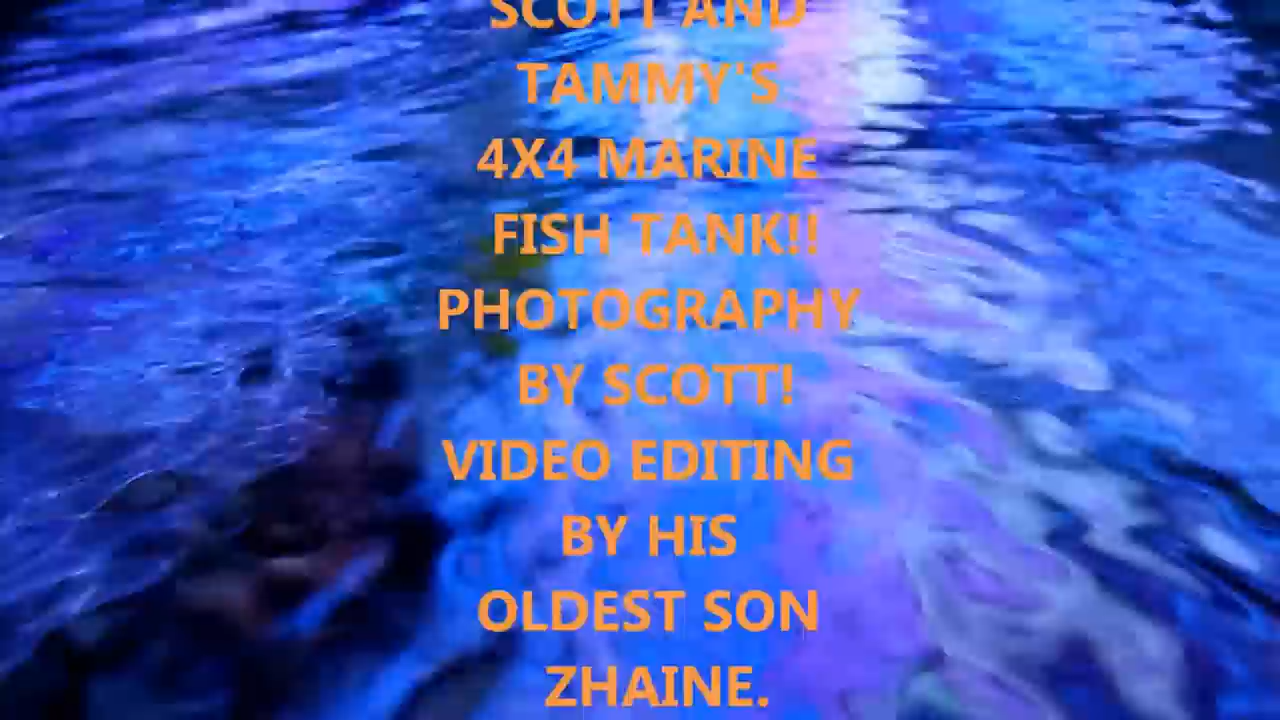 SCOTT AND
TAMMY'S
4X4 MARINE
FISH TANK!!
PHOTOGRAPHY
BY SCOTT!
VIDEO EDITING
BY HIS
OLDEST SON
ZHAINE.